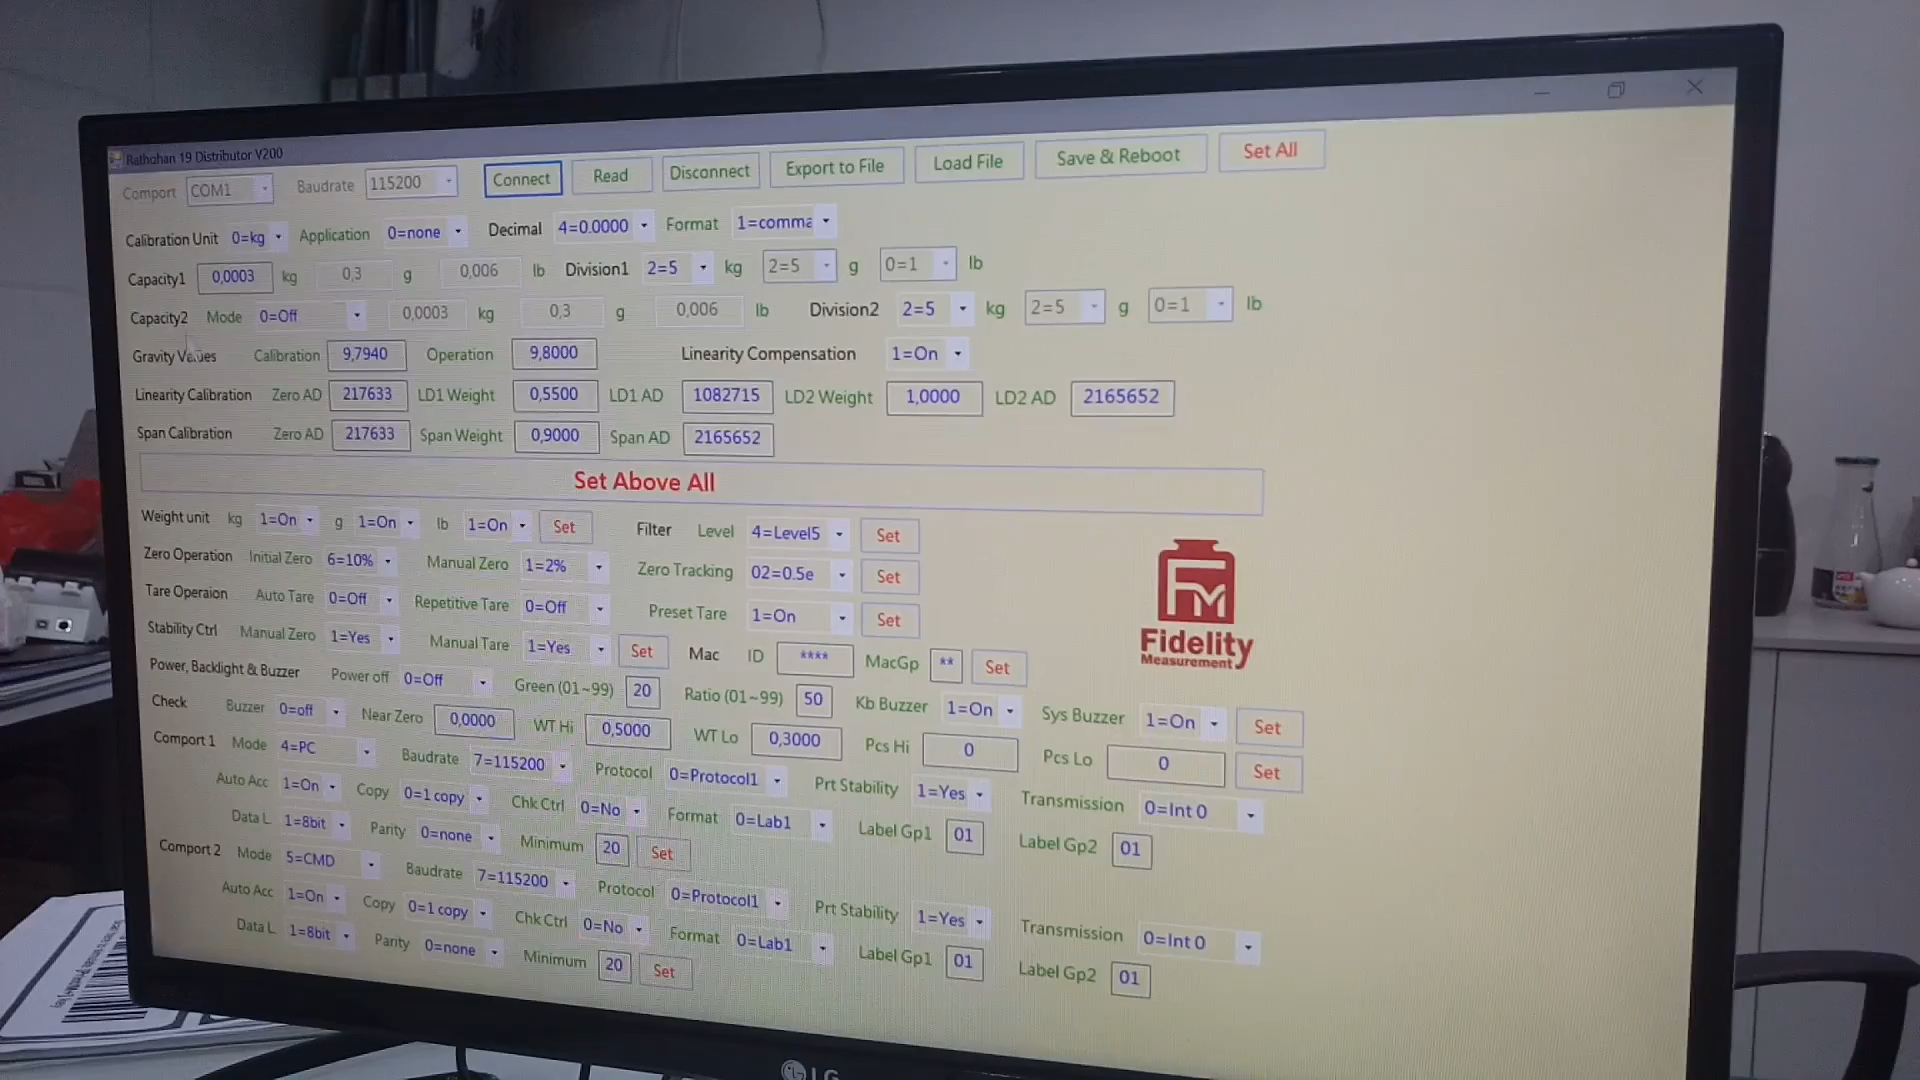 Rathohan 19 Distributor V200
Comport COM1 Baudrate 115200 Connect Read Disconnect Export to File Load File Save & Reboot Set All
Calibration Unit 0=kg Application 0=none Decimal 4=0.0000 Format 1=comma
Capacity1 0,0003 kg 0,3 g 0,006 lb Division1 2=5 kg 2=5 g 0=1 lb
Capacity2 Mode 0=Off 0,0003 kg 0,3 g 0,006 lb Division2 2=5 kg 2=5 g 0=1 lb
Gravity Values Calibration 9,7940 Operation 9,8000 Linearity Compensation 1=On
Linearity Calibration Zero AD 217633 LD1 Weight 0,5500 LD1 AD 1082715 LD2 Weight 1,0000 LD2 AD 2165652
Span Calibration Zero AD 217633 Span Weight 0,9000 Span AD 2165652
Set Above All
Weight unit kg 1=On g 1=On lb 1=On Set Filter Level 4=Level5 Set
Zero Operation Initial Zero 6=10% Manual Zero 1=2% Zero Tracking 02=0.5e Set
Tare Operaion Auto Tare 0=Off Repetitive Tare 0=Off Preset Tare 1=On Set
Stability Ctrl Manual Zero 1=Yes Manual Tare 1=Yes Set Mac ID **** MacGp ** Set
Power, Backlight & Buzzer Power off 0=Off Green (01~99) 20 Ratio (01~99) 50 Kb Buzzer 1=On Sys Buzzer 1=On Set
Check Buzzer 0=off Near Zero 0,0000 WT Hi 0,5000 WT Lo 0,3000 Pcs Hi 0 Pcs Lo 0 Set
Comport 1 Mode 4=PC Baudrate 7=115200 Protocol 0=Protocol1 Prt Stability 1=Yes Transmission 0=Int 0
Auto Acc 1=On Copy 0=1 copy Chk Ctrl 0=No Format 0=Lab1 Label Gp1 01 Label Gp2 01
Data L 1=8bit Parity 0=none Minimum 20 Set
Comport 2 Mode 5=CMD Baudrate 7=115200 Protocol 0=Protocol1 Prt Stability 1=Yes Transmission 0=Int 0
Auto Acc 1=On Copy 0=1 copy Chk Ctrl 0=No Format 0=Lab1 Label Gp1 01 Label Gp2 01
Data L 1=8bit Parity 0=none Minimum 20 Set
FM
Fidelity
Measurement
LG